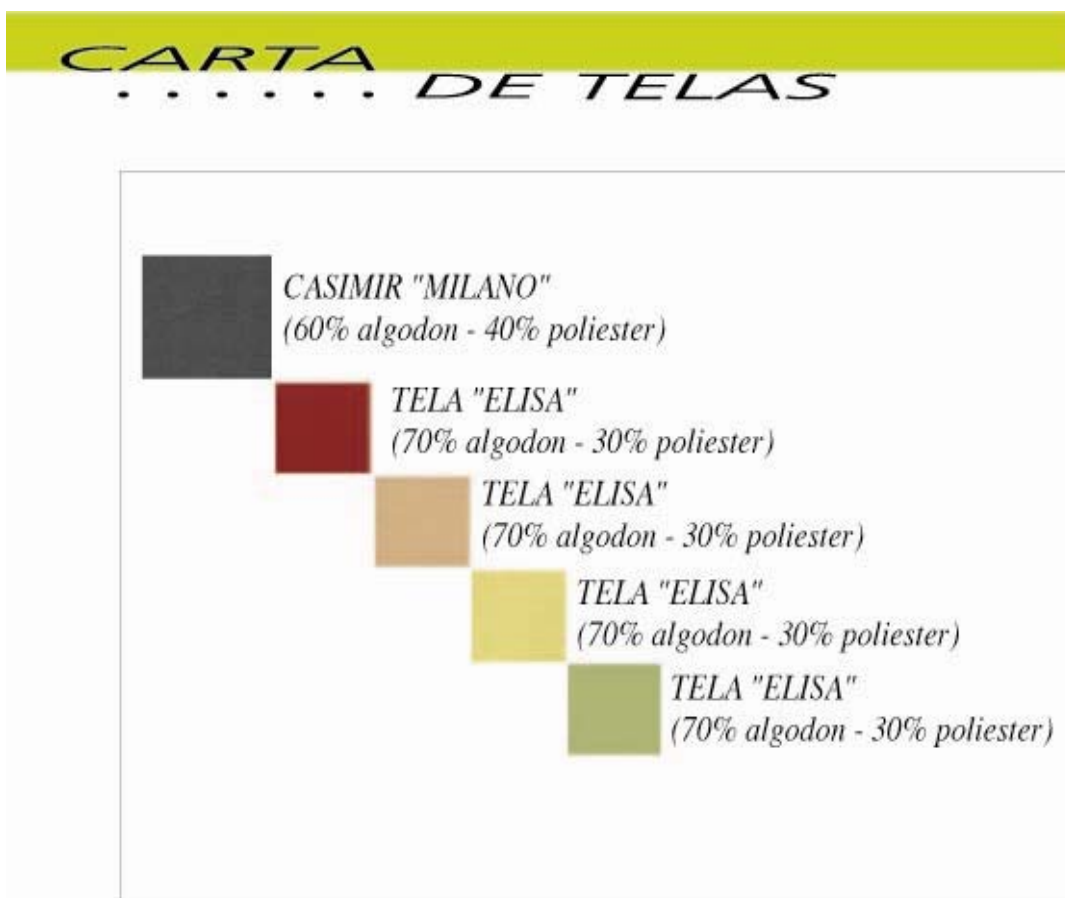 CARTA
...... DE TELAS
CASIMIR "MILANO"
(60% algodon - 40% poliester)
TELA "ELISA"
(70% algodon - 30% poliester)
TELA "ELISA"
(70% algodon - 30% poliester)
TELA "ELISA"
(70% algodon - 30% poliester)
TELA "ELISA"
(70% algodon - 30% poliester)